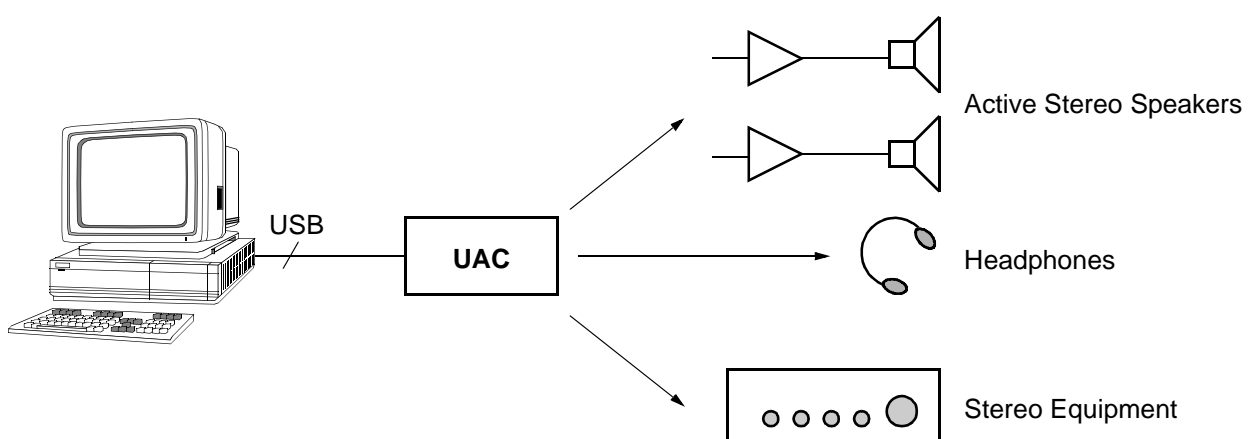 Active Stereo Speakers
USB
UAC
Headphones
Stereo Equipment